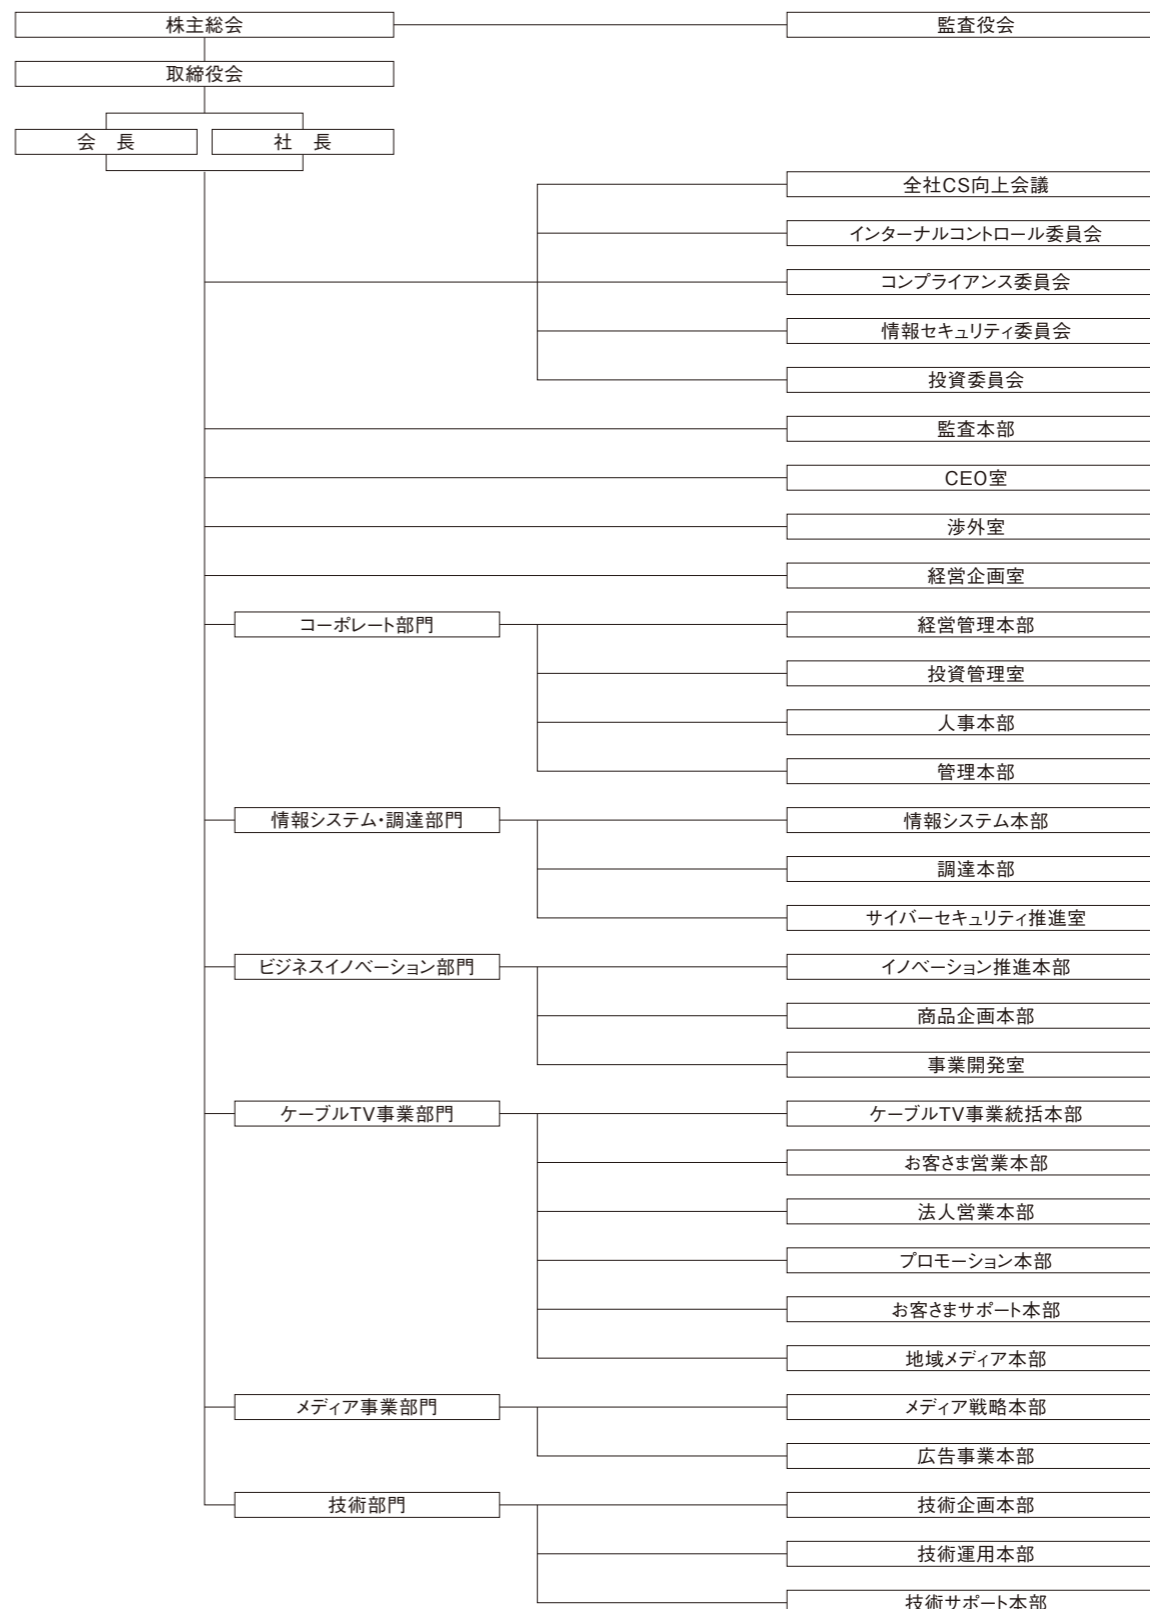 株主総会
監査役会
取締役会
会　長
社　長
全社CS向上会議
インターナルコントロール委員会
コンプライアンス委員会
情報セキュリティ委員会
投資委員会
監査本部
CEO室
渉外室
経営企画室
コーポレート部門
経営管理本部
投資管理室
人事本部
管理本部
情報システム・調達部門
情報システム本部
調達本部
サイバーセキュリティ推進室
ビジネスイノベーション部門
イノベーション推進本部
商品企画本部
事業開発室
ケーブルTV事業部門
ケーブルTV事業統括本部
お客さま営業本部
法人営業本部
プロモーション本部
お客さまサポート本部
地域メディア本部
メディア事業部門
メディア戦略本部
広告事業本部
技術部門
技術企画本部
技術運用本部
技術サポート本部